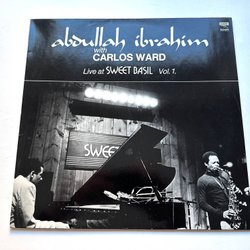 abdullah ibrahim
with
CARLOS WARD
Live at SWEET BASIL Vol. 1.
SWEET